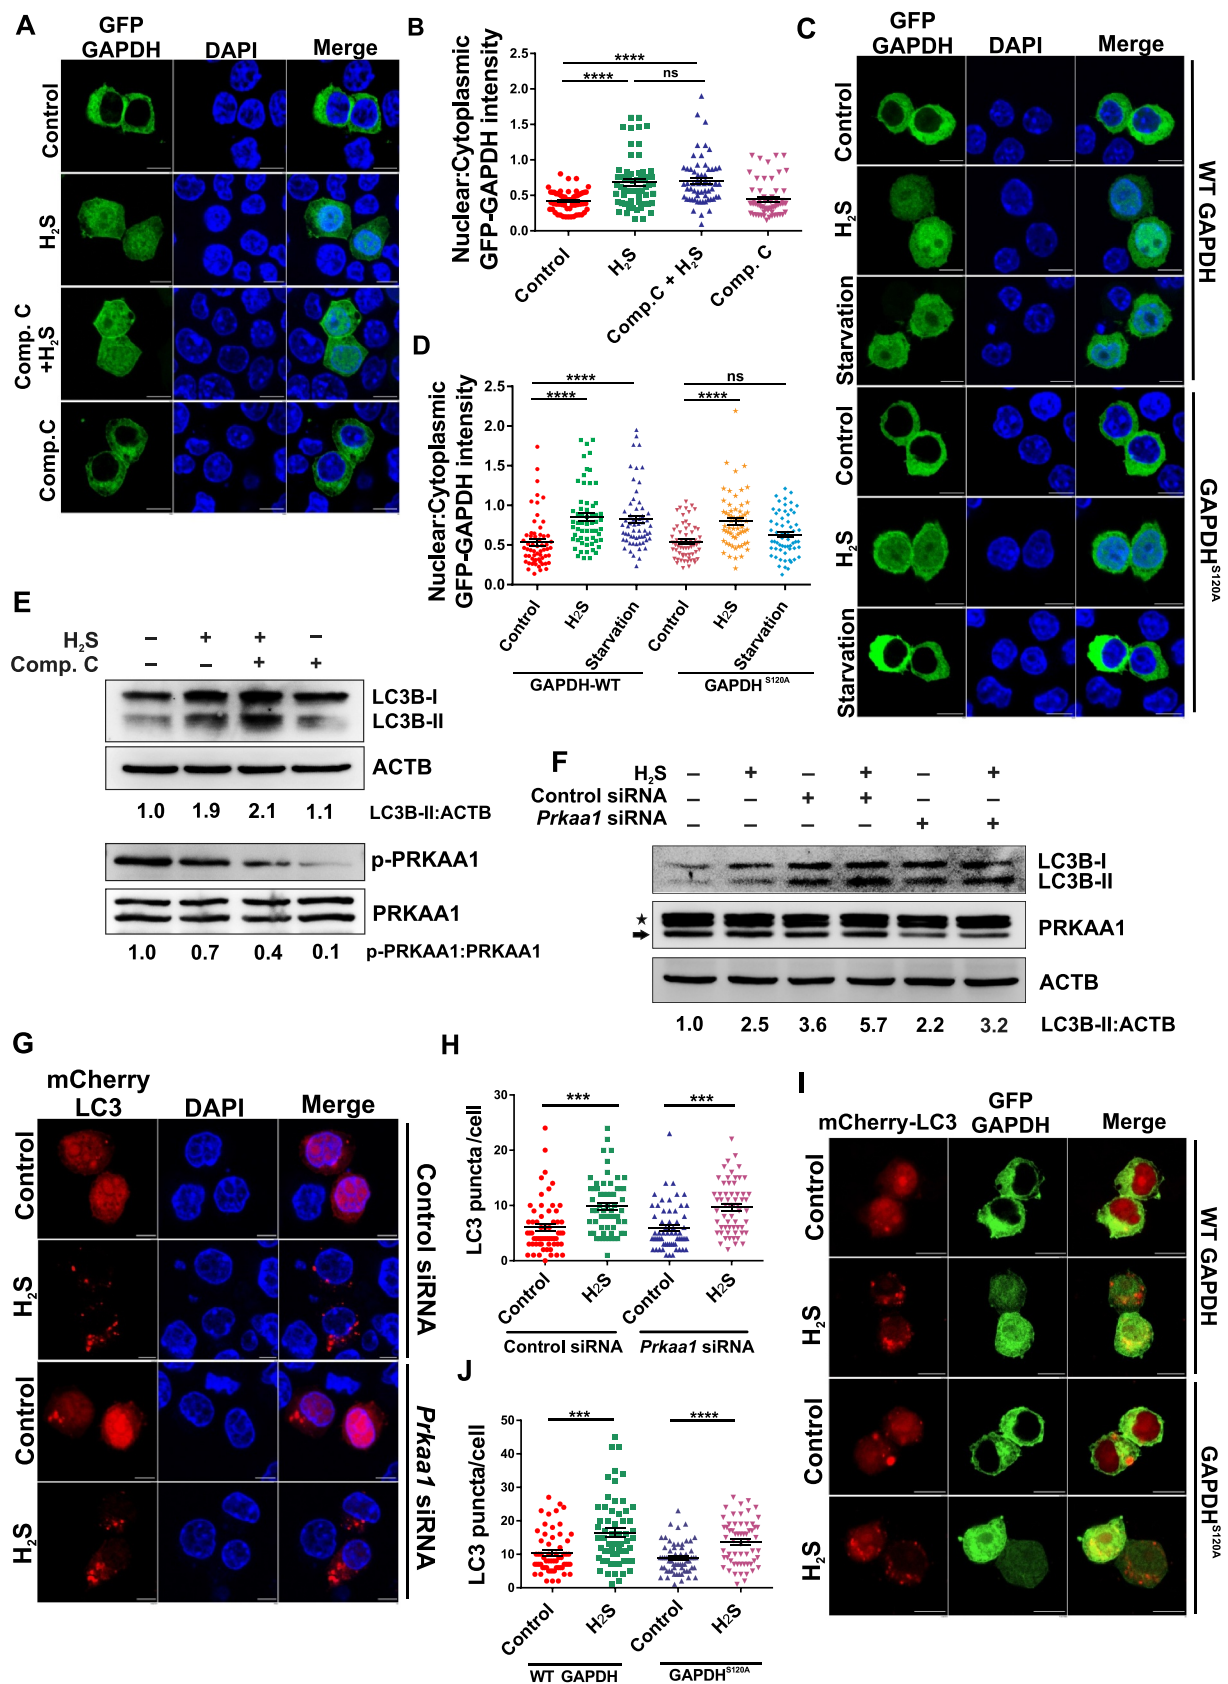 A
GFP
GAPDH DAPI Merge
Control
H2S
Comp. C
+H2S
Comp.C
B
Nuclear:Cytoplasmic
GFP-GAPDH intensity
2.5
2.0
1.5
1.0
0.5
0.0
****
**** ns
Control
H2S
Comp.C + H2S
Comp. C
C
GFP
GAPDH DAPI Merge
Control
H2S
Starvation
WT GAPDH
Control
H2S
Starvation
GAPDH S120A
D
Nuclear:Cytoplasmic
GFP-GAPDH intensity
2.5
2.0
1.5
1.0
0.5
0.0
**** ns
**** ****
Control
H2S
Starvation
Control
H2S
Starvation
GAPDH-WT GAPDH S120A
E
H2S – + + –
Comp. C – – + +
LC3B-I
LC3B-II
ACTB
1.0 1.9 2.1 1.1 LC3B-II:ACTB
p-PRKAA1
PRKAA1
1.0 0.7 0.4 0.1 p-PRKAA1:PRKAA1
F
H2S – + – + – +
Control siRNA – – + + – –
Prkaa1 siRNA – – – – + +
LC3B-I
LC3B-II
PRKAA1
ACTB
1.0 2.5 3.6 5.7 2.2 3.2 LC3B-II:ACTB
G
mCherry
LC3 DAPI Merge
Control
H2S
Control siRNA
Control
H2S
Prkaa1 siRNA
H
LC3 puncta/cell
30
20
10
0
*** ***
Control
H2S
Control
H2S
Control siRNA Prkaa1 siRNA
I
mCherry-LC3 GFP
GAPDH Merge
Control
H2S
WT GAPDH
Control
H2S
GAPDH S120A
J
LC3 puncta/cell
50
40
30
20
10
0
*** ****
Control
H2S
Control
H2S
WT GAPDH GAPDH S120A